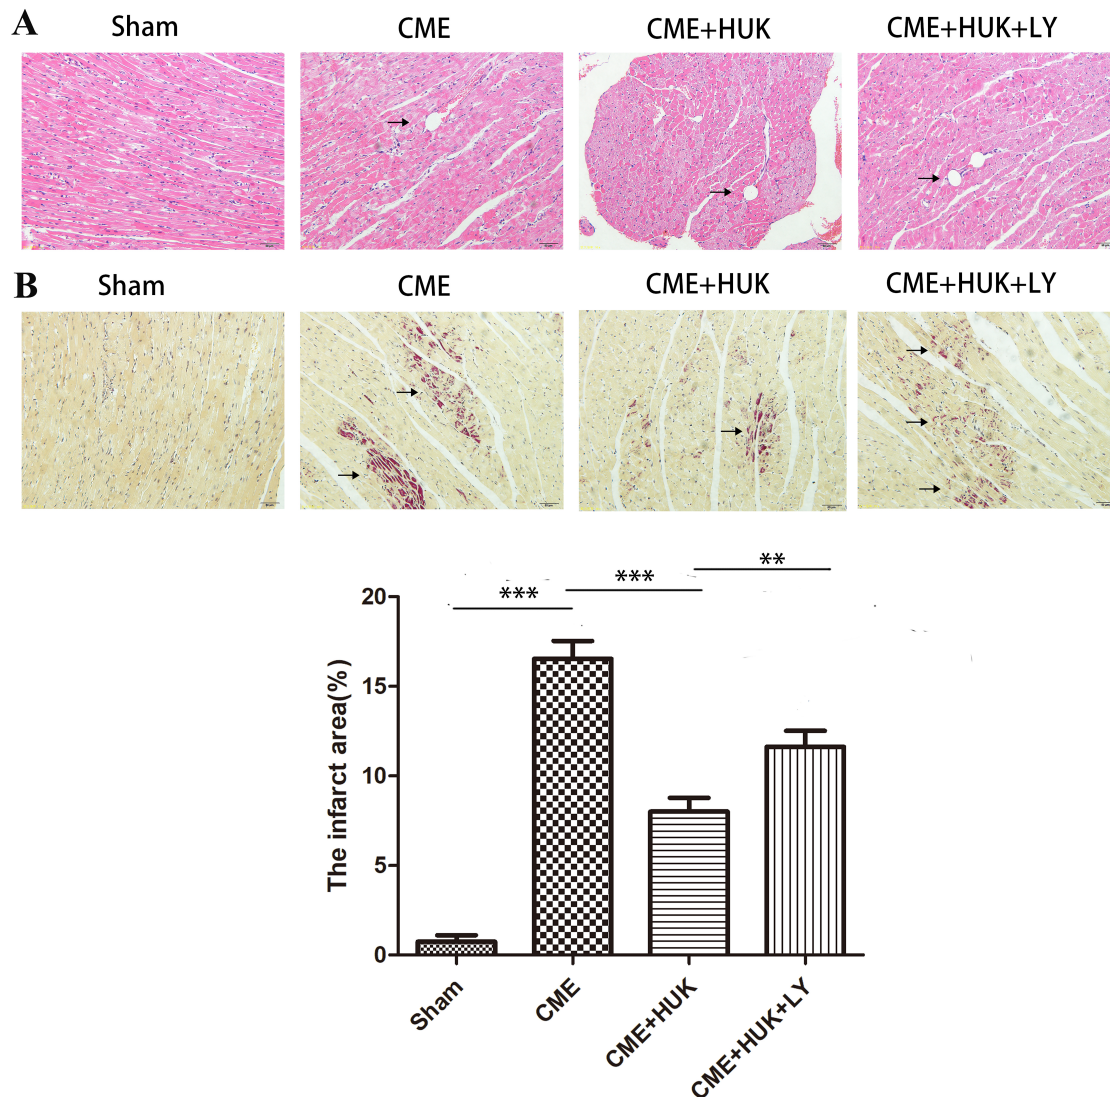 A
Sham CME CME+HUK CME+HUK+LY
B
Sham CME CME+HUK CME+HUK+LY
*** *** **
20
15
10
5
0
The infarct area(%)
Sham
CME
CME+HUK
CME+HUK+LY